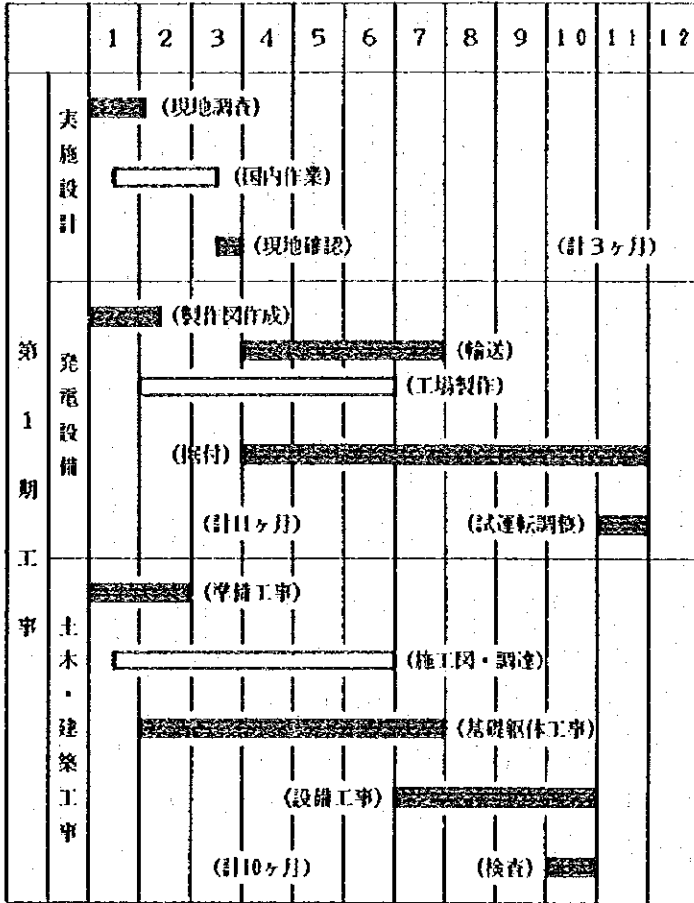 1 2 3 4 5 6 7 8 9 10 11 12
第1期工事
実施設計
(現地調査)
(国内作業)
(現地確認) (計3ヶ月)
発電設備
(製作図作成)
(輸送)
(工場製作)
(据付)
(計11ヶ月) (試運転調整)
土木・建築工事
(準備工事)
(施工図・調達)
(基礎躯体工事)
(設備工事)
(計10ヶ月) (検査)